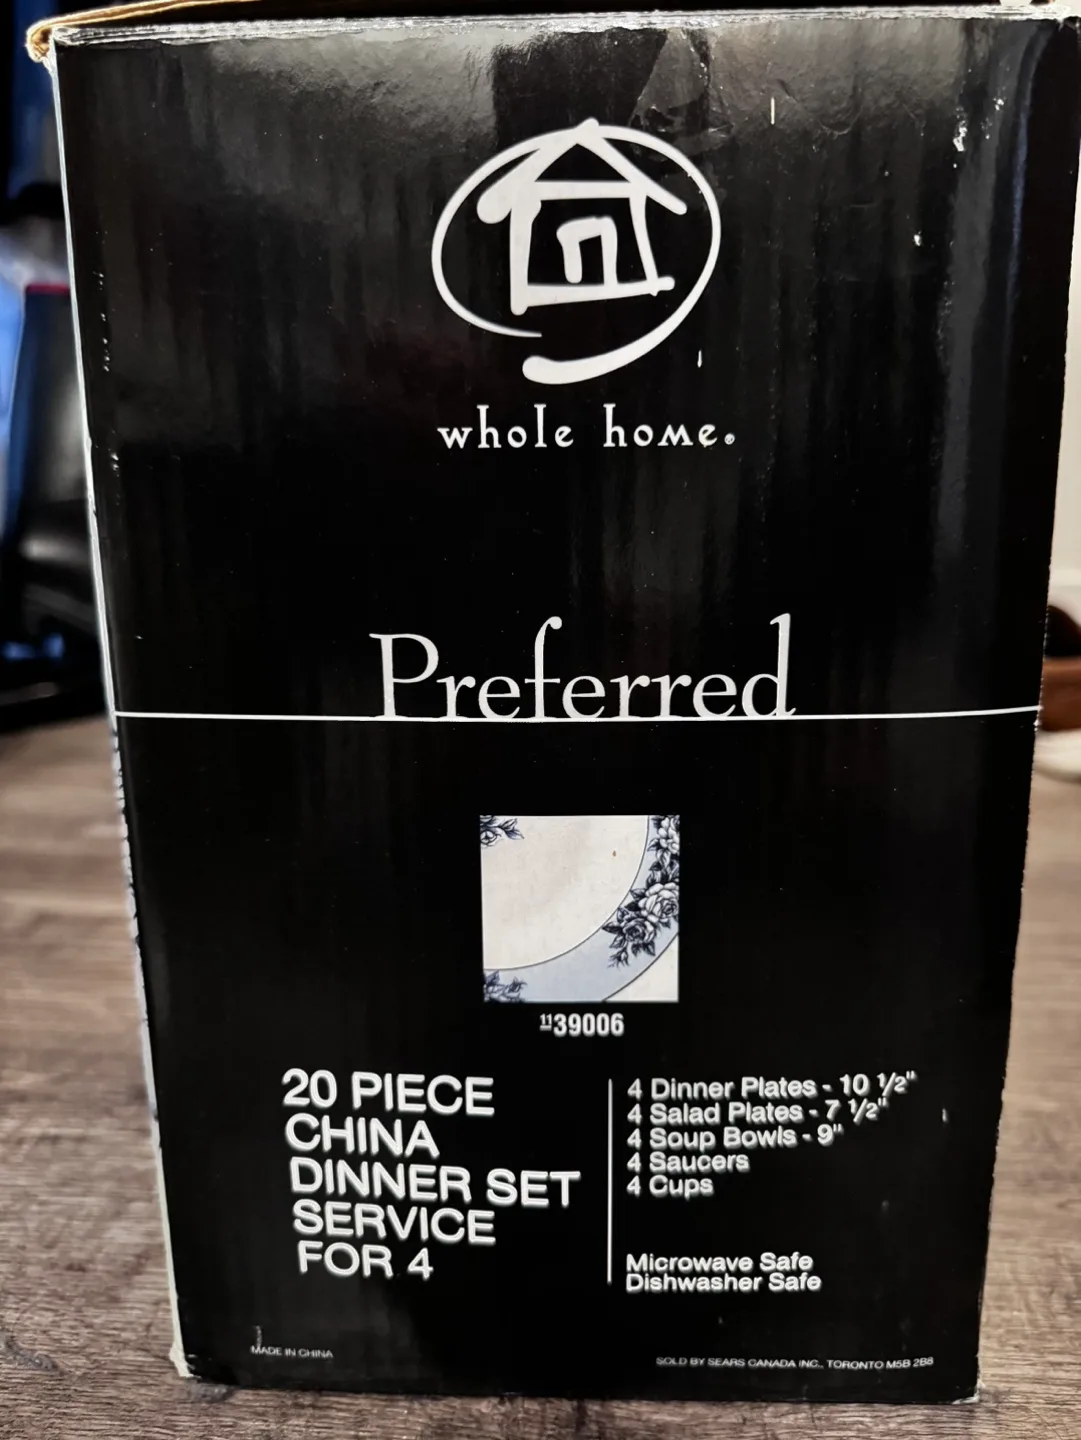 whole home.®
Preferred
1139006
20 PIECE
CHINA
DINNER SET
SERVICE
FOR 4
4 Dinner Plates - 10 1/2"
4 Salad Plates - 7 1/2"
4 Soup Bowls - 9"
4 Saucers
4 Cups
Microwave Safe
Dishwasher Safe
MADE IN CHINA
SOLD BY SEARS CANADA INC., TORONTO M5B 2B8